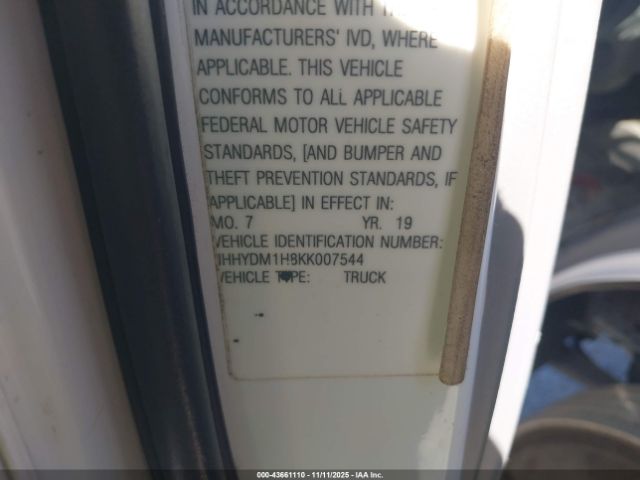 IN ACCORDANCE WITH
MANUFACTURERS' IVD, WHERE
APPLICABLE. THIS VEHICLE
CONFORMS TO ALL APPLICABLE
FEDERAL MOTOR VEHICLE SAFETY
STANDARDS, [AND BUMPER AND
THEFT PREVENTION STANDARDS, IF
APPLICABLE] IN EFFECT IN:
MO. 7 YR. 19
VEHICLE IDENTIFICATION NUMBER:
HHYDM1H8KK007544
VEHICLE TYPE: TRUCK
000-43661110 - 11/11/2025 - IAA Inc.